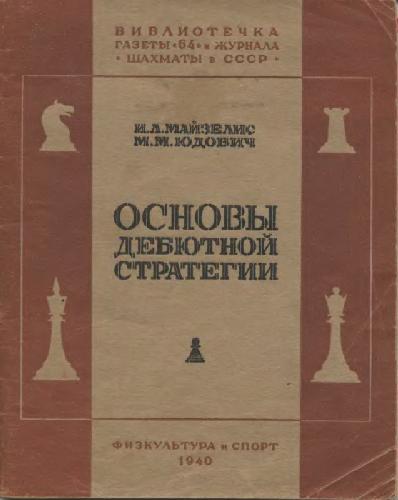 БИБЛИОТЕЧКА
ГАЗЕТЫ «64» и ЖУРНАЛА
• ШАХМАТЫ в СССР •
И.Л.МАЙЗЕЛИС
М.М.ЮДОВИЧ
ОСНОВЫ
ДЕБЮТНОЙ
СТРАТЕГИИ
ФИЗКУЛЬТУРА и СПОРТ
1940